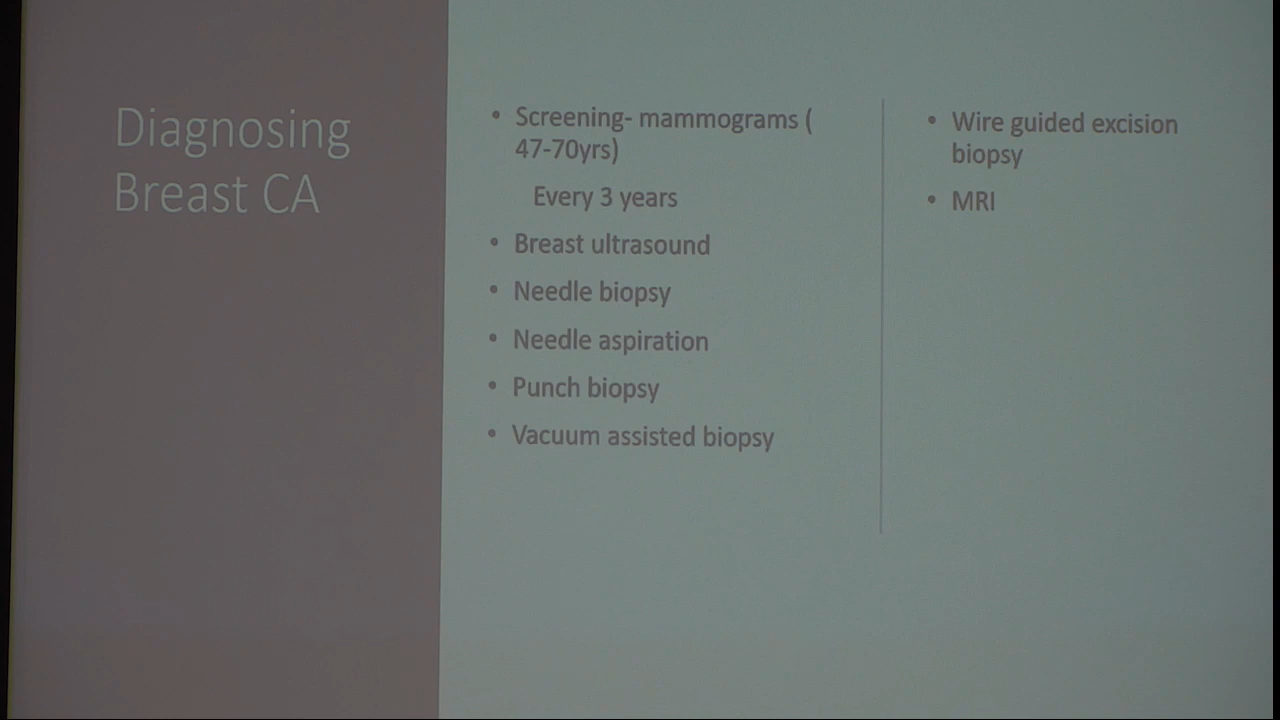 Diagnosing
Breast CA
• Screening- mammograms (
47-70yrs)
Every 3 years
• Breast ultrasound
• Needle biopsy
• Needle aspiration
• Punch biopsy
• Vacuum assisted biopsy
• Wire guided excision
biopsy
• MRI